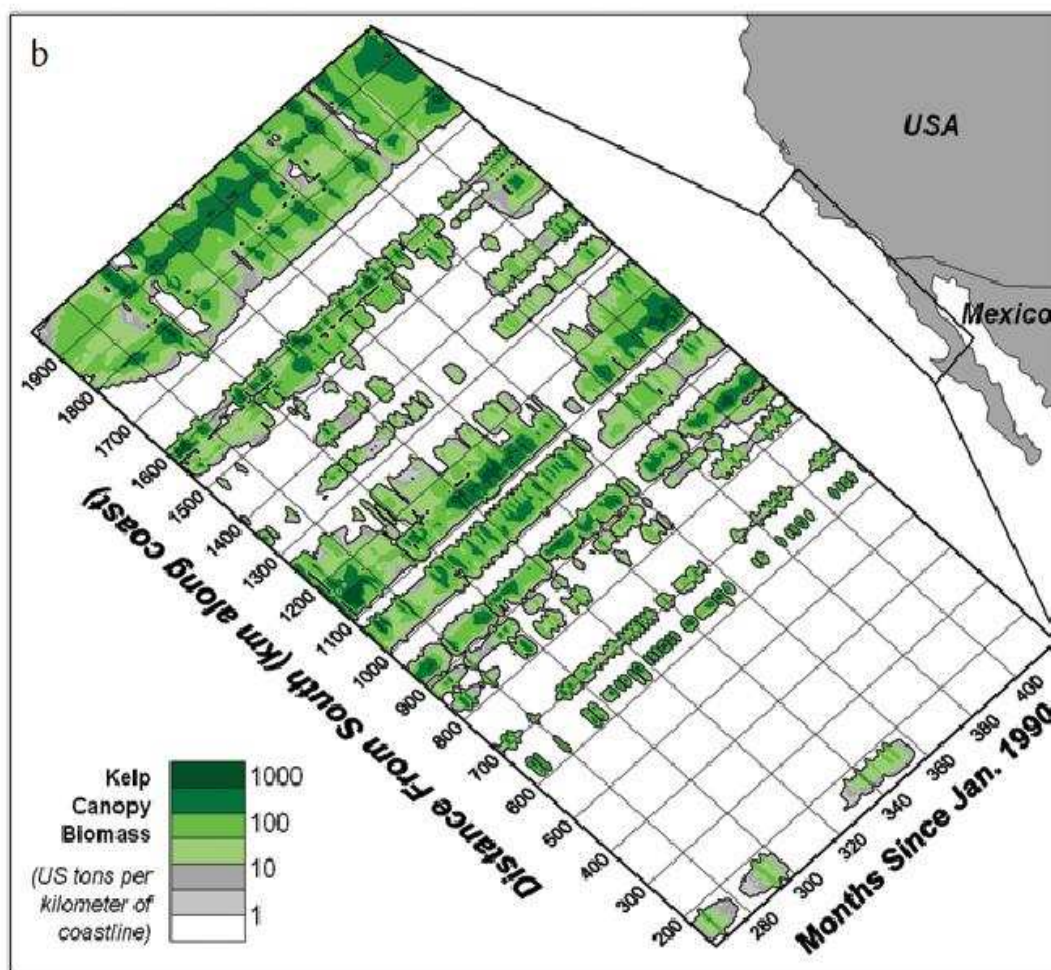 b
USA
Mexico
1900
1800
1700
1600
1500
1400
1300
1200
1100
1000
900
800
700
600
500
400
300
200
Distance From South (km along coast)
280
300
320
340
360
380
400
Months Since Jan. 1990
Kelp
Canopy
Biomass
(US tons per
kilometer of
coastline)
1000
100
10
1